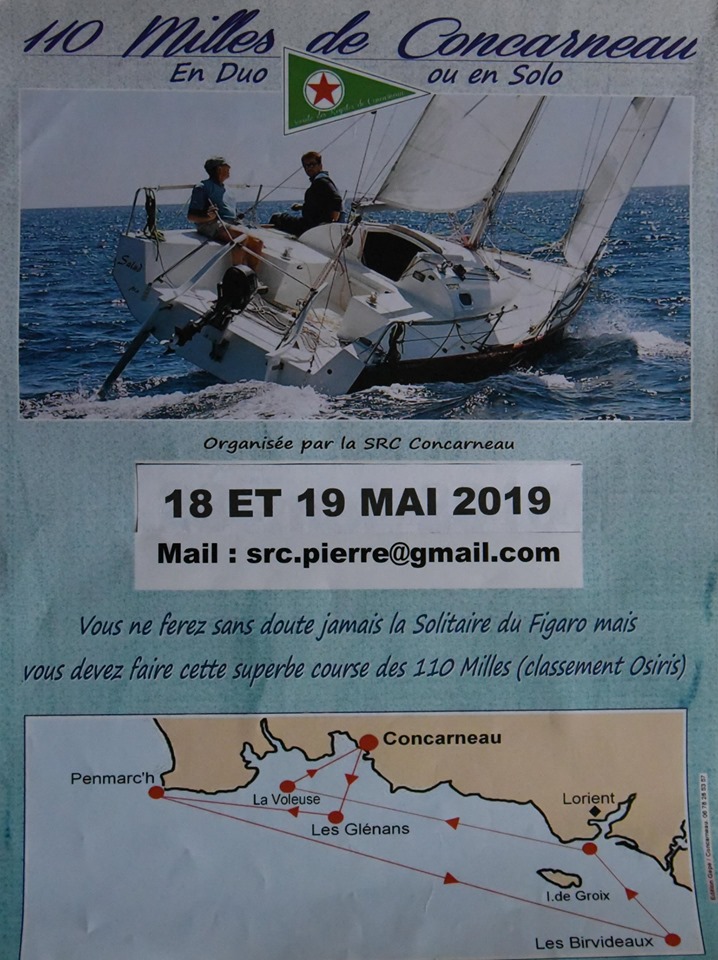 110 Milles de Concarneau
En Duo ou en Solo
Organisée par la SRC Concarneau
18 ET 19 MAI 2019
Mail : src.pierre@gmail.com
Vous ne ferez sans doute jamais la Solitaire du Figaro mais
vous devez faire cette superbe course des 110 Milles (classement Osiris)
Concarneau
Penmarc'h
La Voleuse
Lorient
Les Glénans
I.de Groix
Les Birvideaux